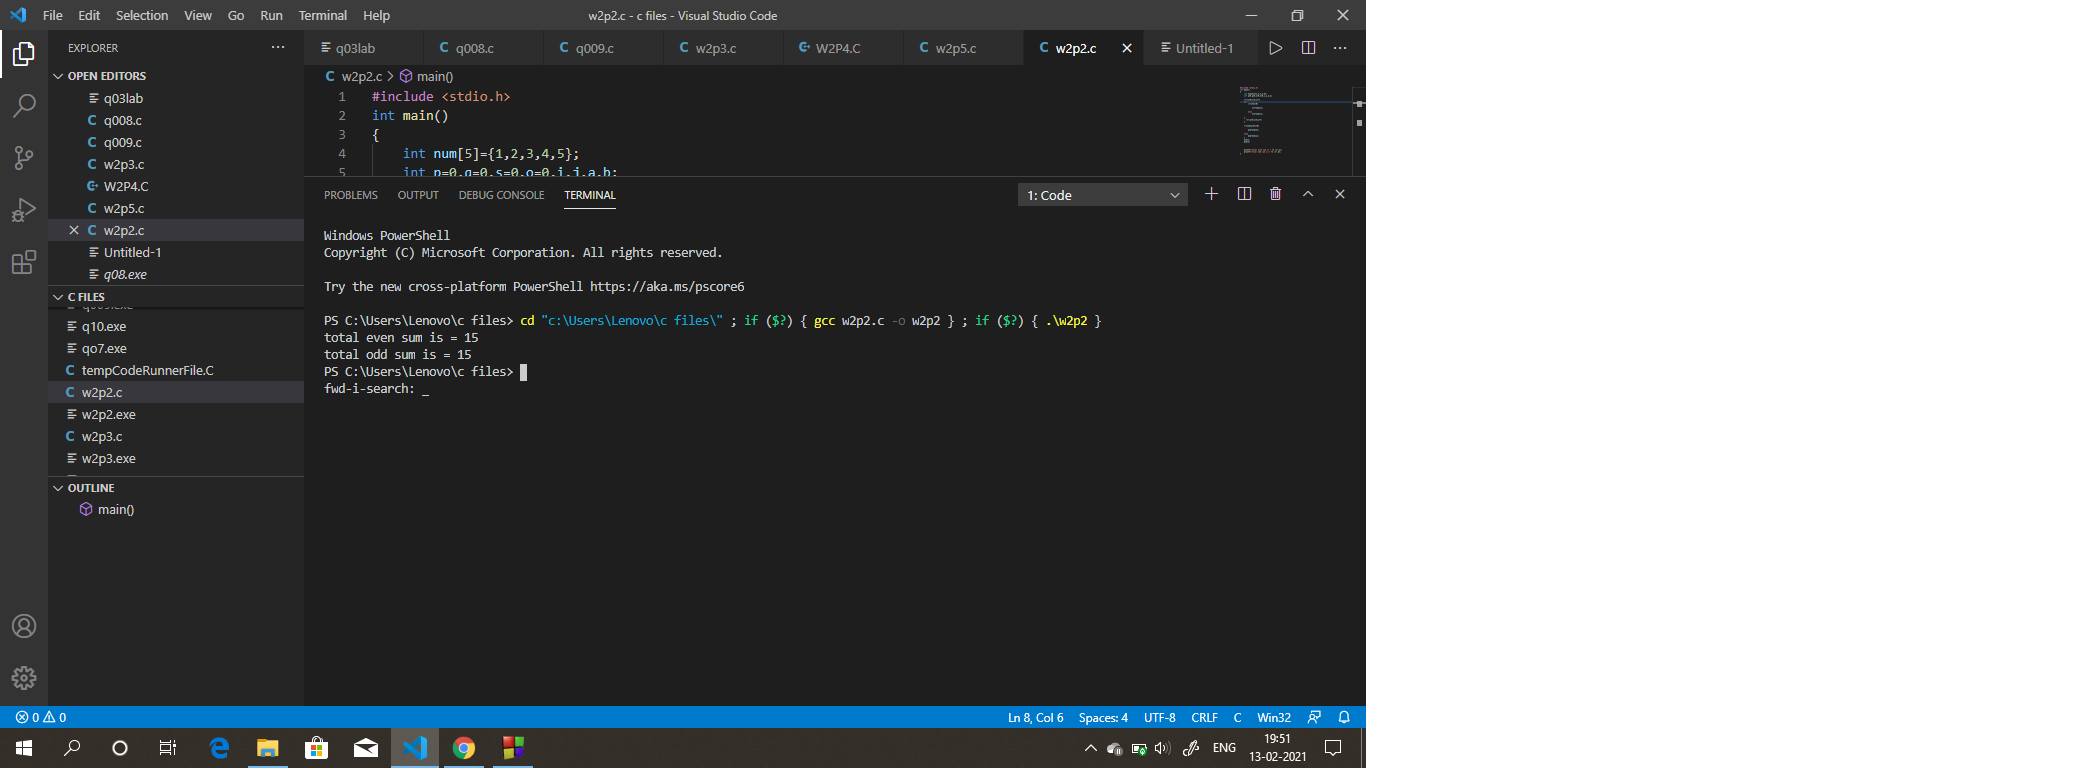 File Edit Selection View Go Run Terminal Help
w2p2.c - c files - Visual Studio Code
EXPLORER
OPEN EDITORS
q03lab
q008.c
q009.c
w2p3.c
W2P4.C
w2p5.c
w2p2.c
Untitled-1
q08.exe
C FILES
q10.exe
qo7.exe
tempCodeRunnerFile.C
w2p2.c
w2p2.exe
w2p3.c
w2p3.exe
OUTLINE
main()
q03lab q008.c q009.c w2p3.c W2P4.C w2p5.c w2p2.c Untitled-1
w2p2.c > main()
1 #include <stdio.h>
2 int main()
3 {
4 int num[5]={1,2,3,4,5};
5 int p=0,q=0,s=0,o=0,i,j,a,b;
PROBLEMS OUTPUT DEBUG CONSOLE TERMINAL
1: Code
Windows PowerShell
Copyright (C) Microsoft Corporation. All rights reserved.
Try the new cross-platform PowerShell https://aka.ms/pscore6
PS C:\Users\Lenovo\c files> cd "c:\Users\Lenovo\c files\" ; if ($?) { gcc w2p2.c -o w2p2 } ; if ($?) { .\w2p2 }
total even sum is = 15
total odd sum is = 15
PS C:\Users\Lenovo\c files>
fwd-i-search: _
0 0
Ln 8, Col 6 Spaces: 4 UTF-8 CRLF C Win32
ENG
19:51
13-02-2021